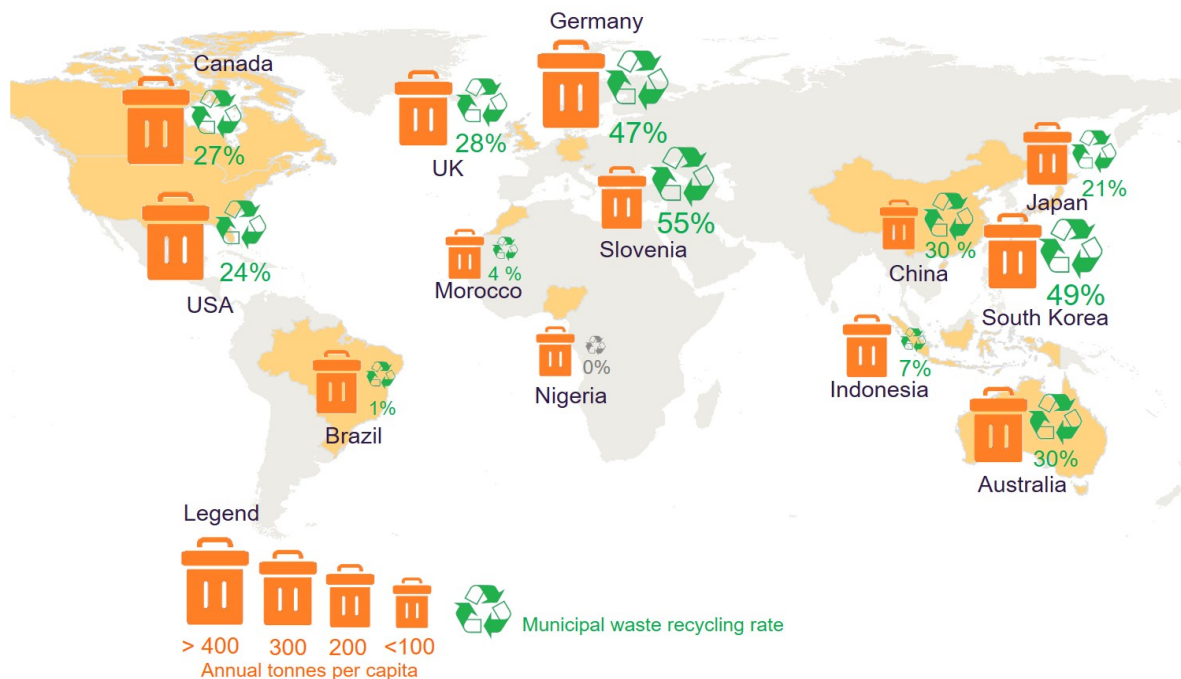 Germany
47%
Canada
27%
28%
UK
USA
24%
Slovenia
55%
Morocco
4 %
Nigeria
0%
Brazil
1%
Japan
21%
China
30 %
South Korea
49%
Indonesia
7%
Australia
30%
Legend
> 400
300
200
<100
Annual tonnes per capita
Municipal waste recycling rate